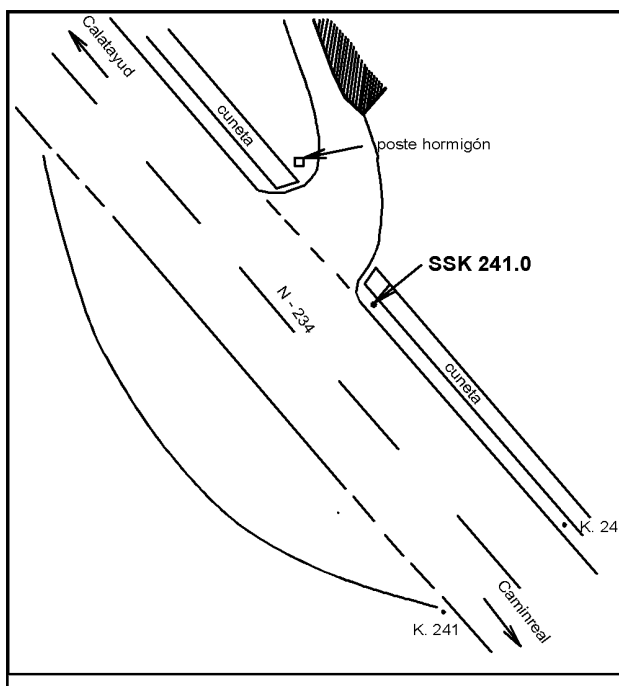 Calatayud
cuneta
poste hormigón
SSK 241.0
N - 234
cuneta
K. 24
Caminreal
K. 241